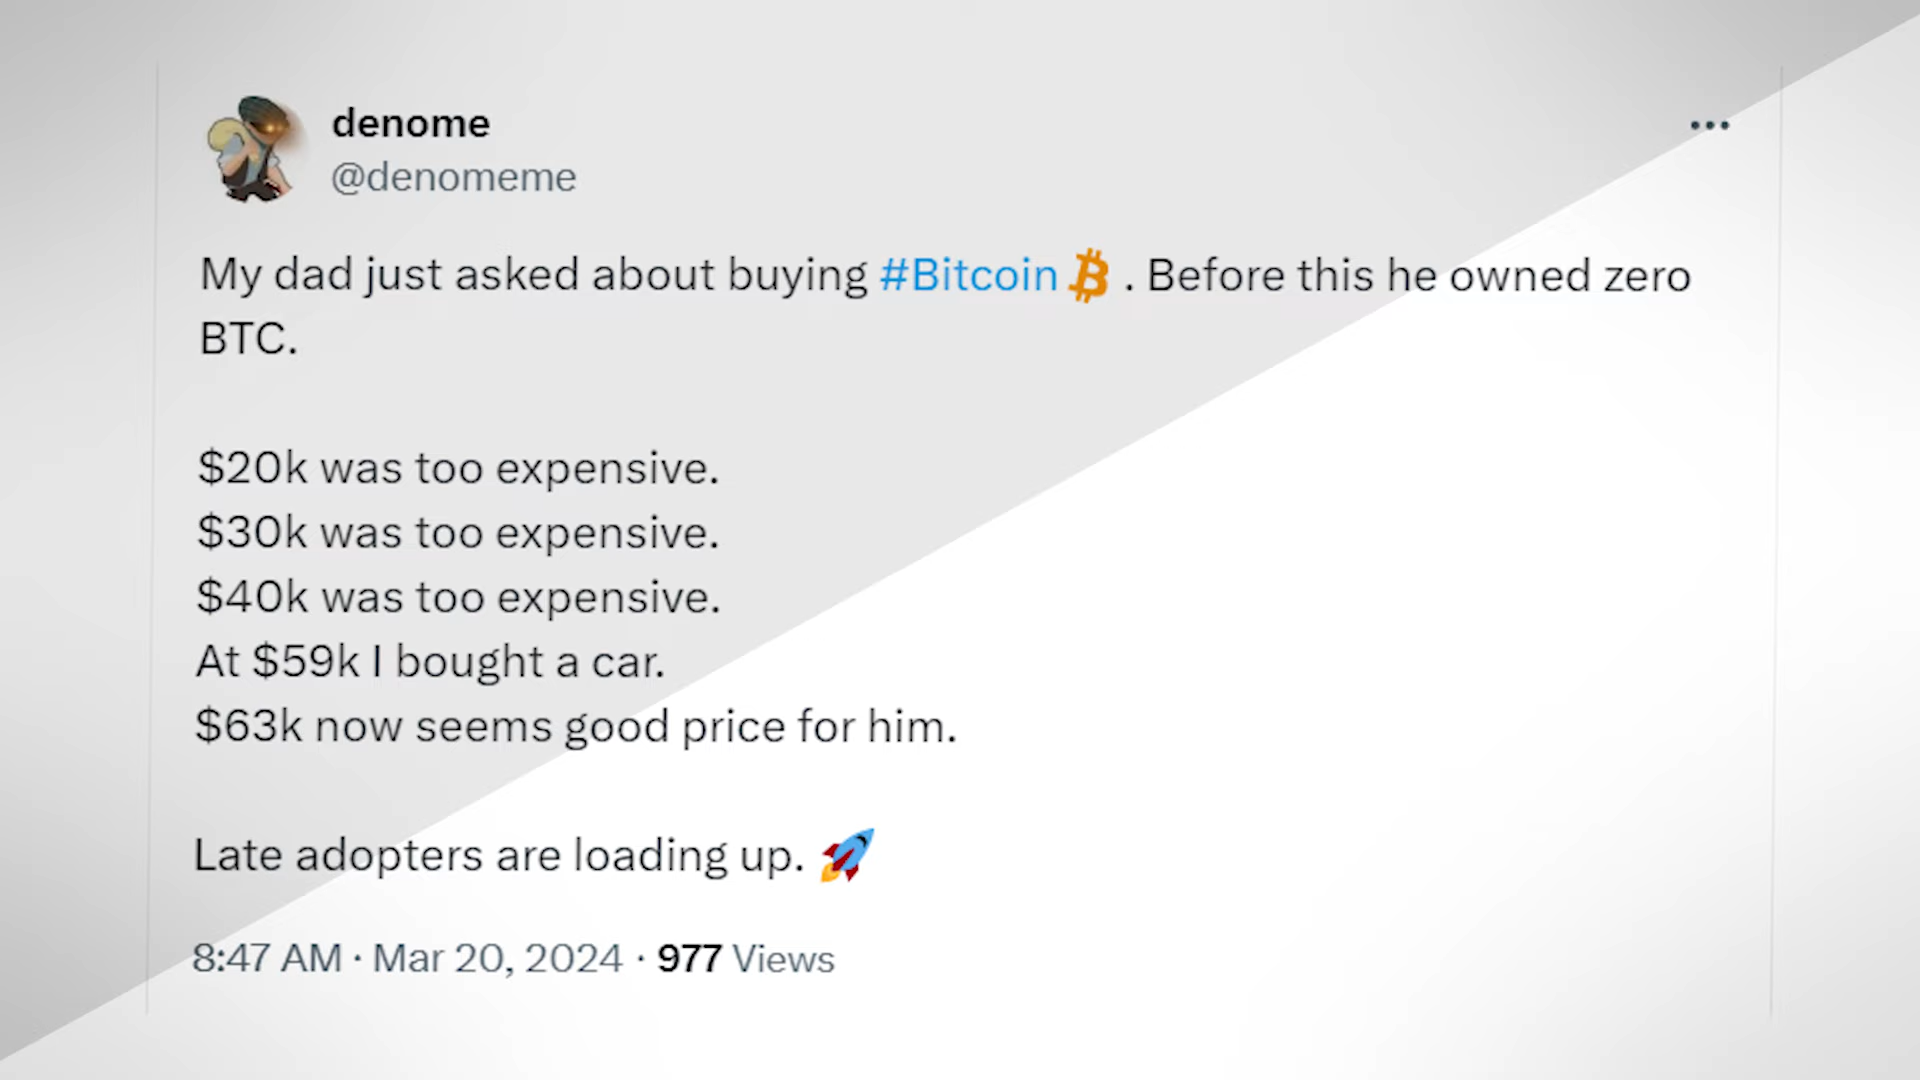 denome
@denomeme
My dad just asked about buying #Bitcoin . Before this he owned zero
BTC.
$20k was too expensive.
$30k was too expensive.
$40k was too expensive.
At $59k I bought a car.
$63k now seems good price for him.
Late adopters are loading up. 🚀
8:47 AM · Mar 20, 2024 · 977 Views